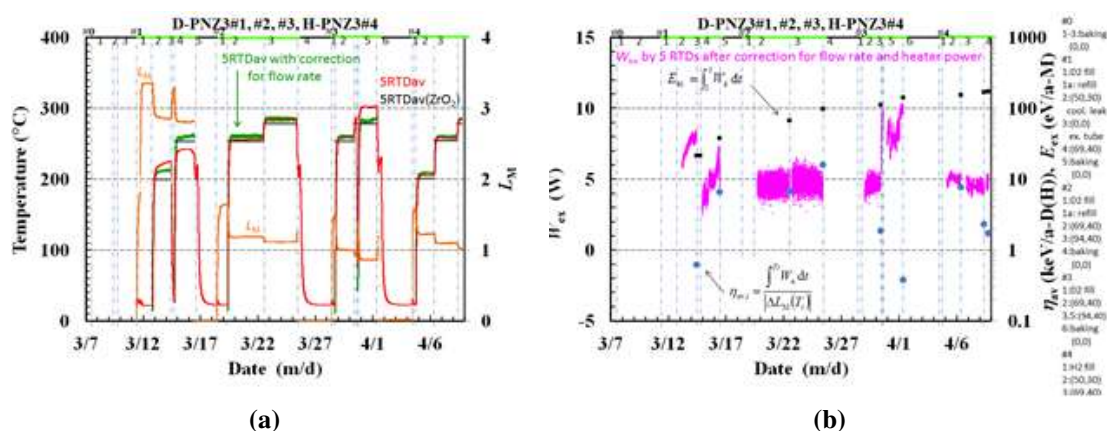 D-PNZ3#1, #2, #3, H-PNZ3#4
#0 #1 #2 #3 #4
400
300
200
100
0
Temperature (°C)
5RTDav with correction
for flow rate
5RTDav
5RTDav(ZrO₂)
L_M
L_M
4
3
2
1
0
L_M
3/7 3/12 3/17 3/22 3/27 4/1 4/6
Date (m/d)
(a)
D-PNZ3#1, #2, #3, H-PNZ3#4
W_ex by 5 RTDs after correction for flow rate and heater power
15
10
5
0
-5
W_ex (W)
1000
100
10
1
0.1
η_av (keV/a-D(H)), E_ex (eV/a-M)
3/7 3/12 3/17 3/22 3/27 4/1 4/6
Date (m/d)
(b)
#0
1-3:baking
(0,0)
#1
1:D2 fill
1a: refill
2:(50,30)
cool. leak
3:(0,0)
ex. tube
4:(69,40)
5:baking
(0,0)
#2
1:D2 fill
1a: refill
2:(69,40)
3:(94,40)
4:baking
(0,0)
#3
1:D2 fill
2:(69,40)
3,5:(94,40)
6:baking
(0,0)
#4
1:H2 fill
2:(50,30)
3:(69,40)